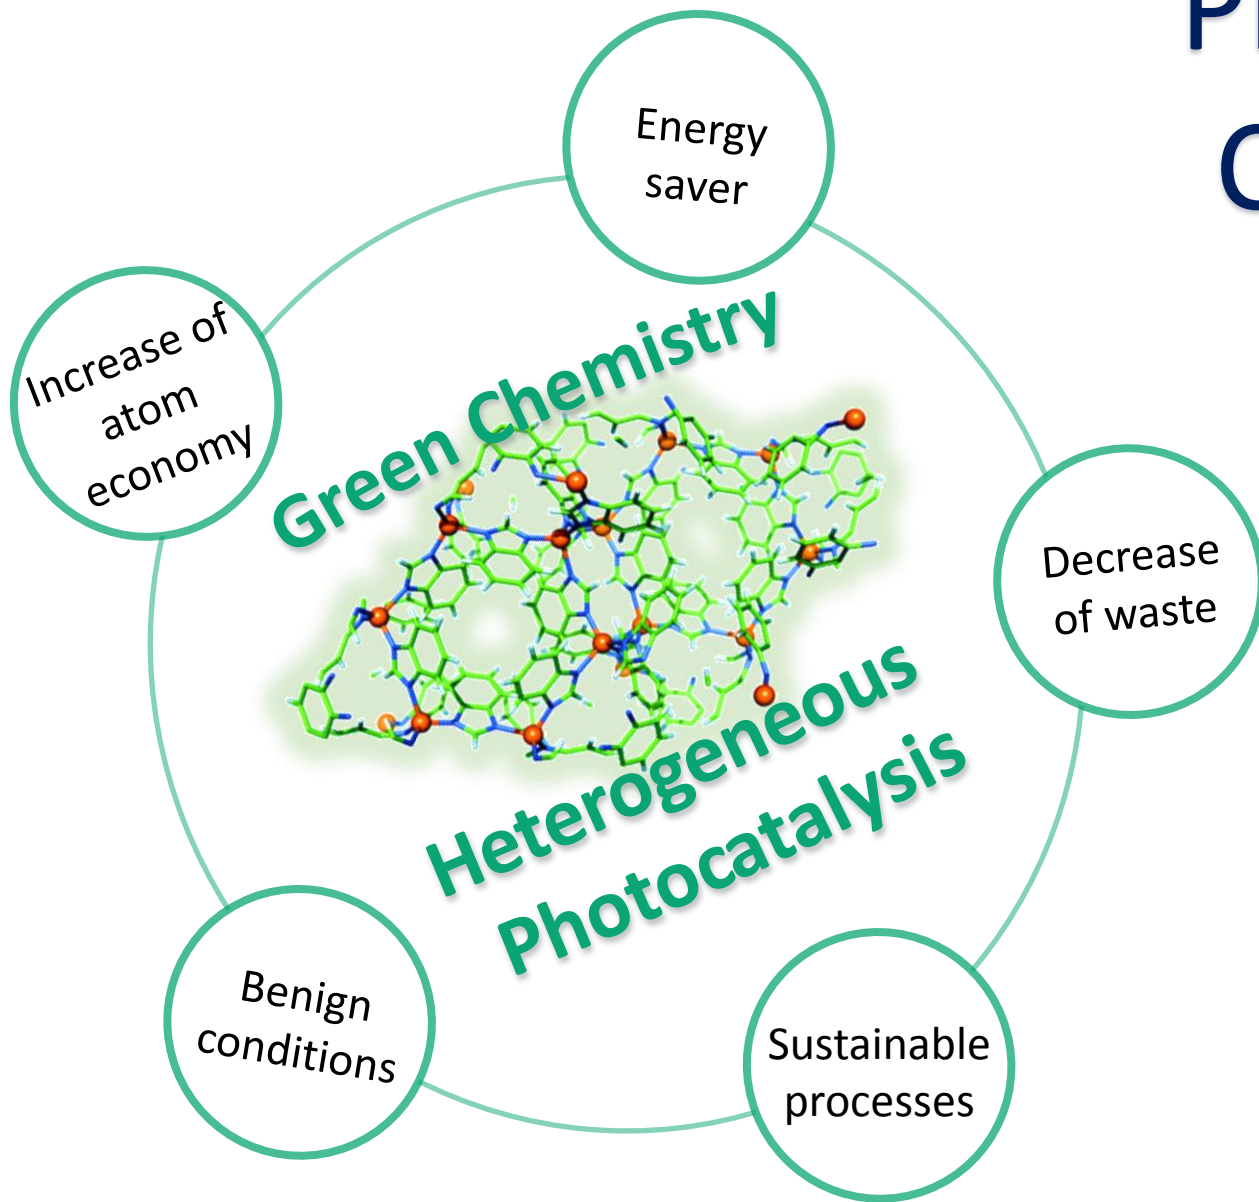 Energy
saver
Increase of
atom
economy
Green Chemistry
Decrease
of waste
Heterogeneous
Photocatalysis
Benign
conditions
Sustainable
processes